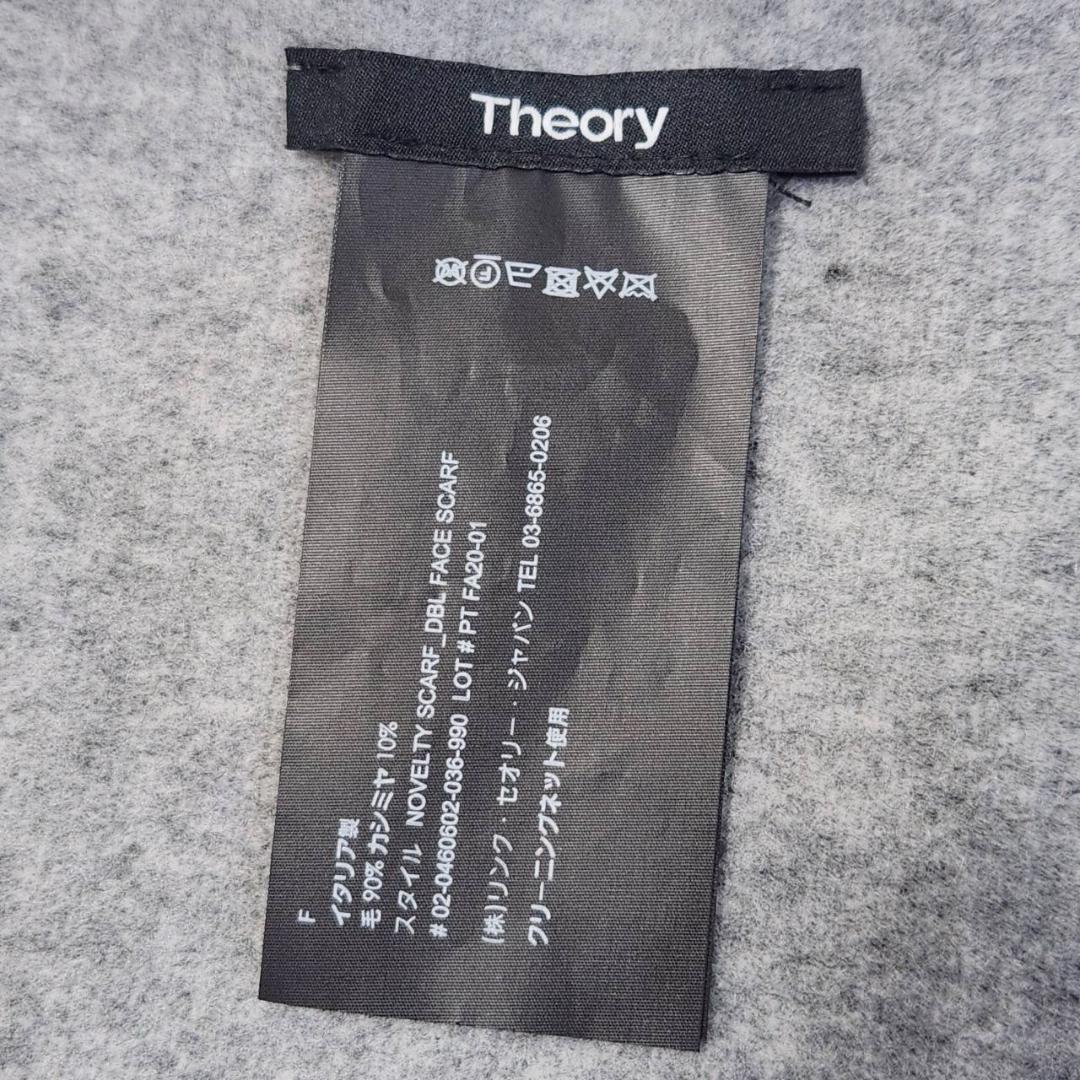 Theory
F
イタリア製
毛 90% カシミヤ 10%
スタイル NOVELTY SCARF_DBL FACE SCARF
# 02-0460602-036-990 LOT # PT FA20-01
(株)リンク・セオリー・ジャパン TEL 03-6865-0206
クリーニングネット使用